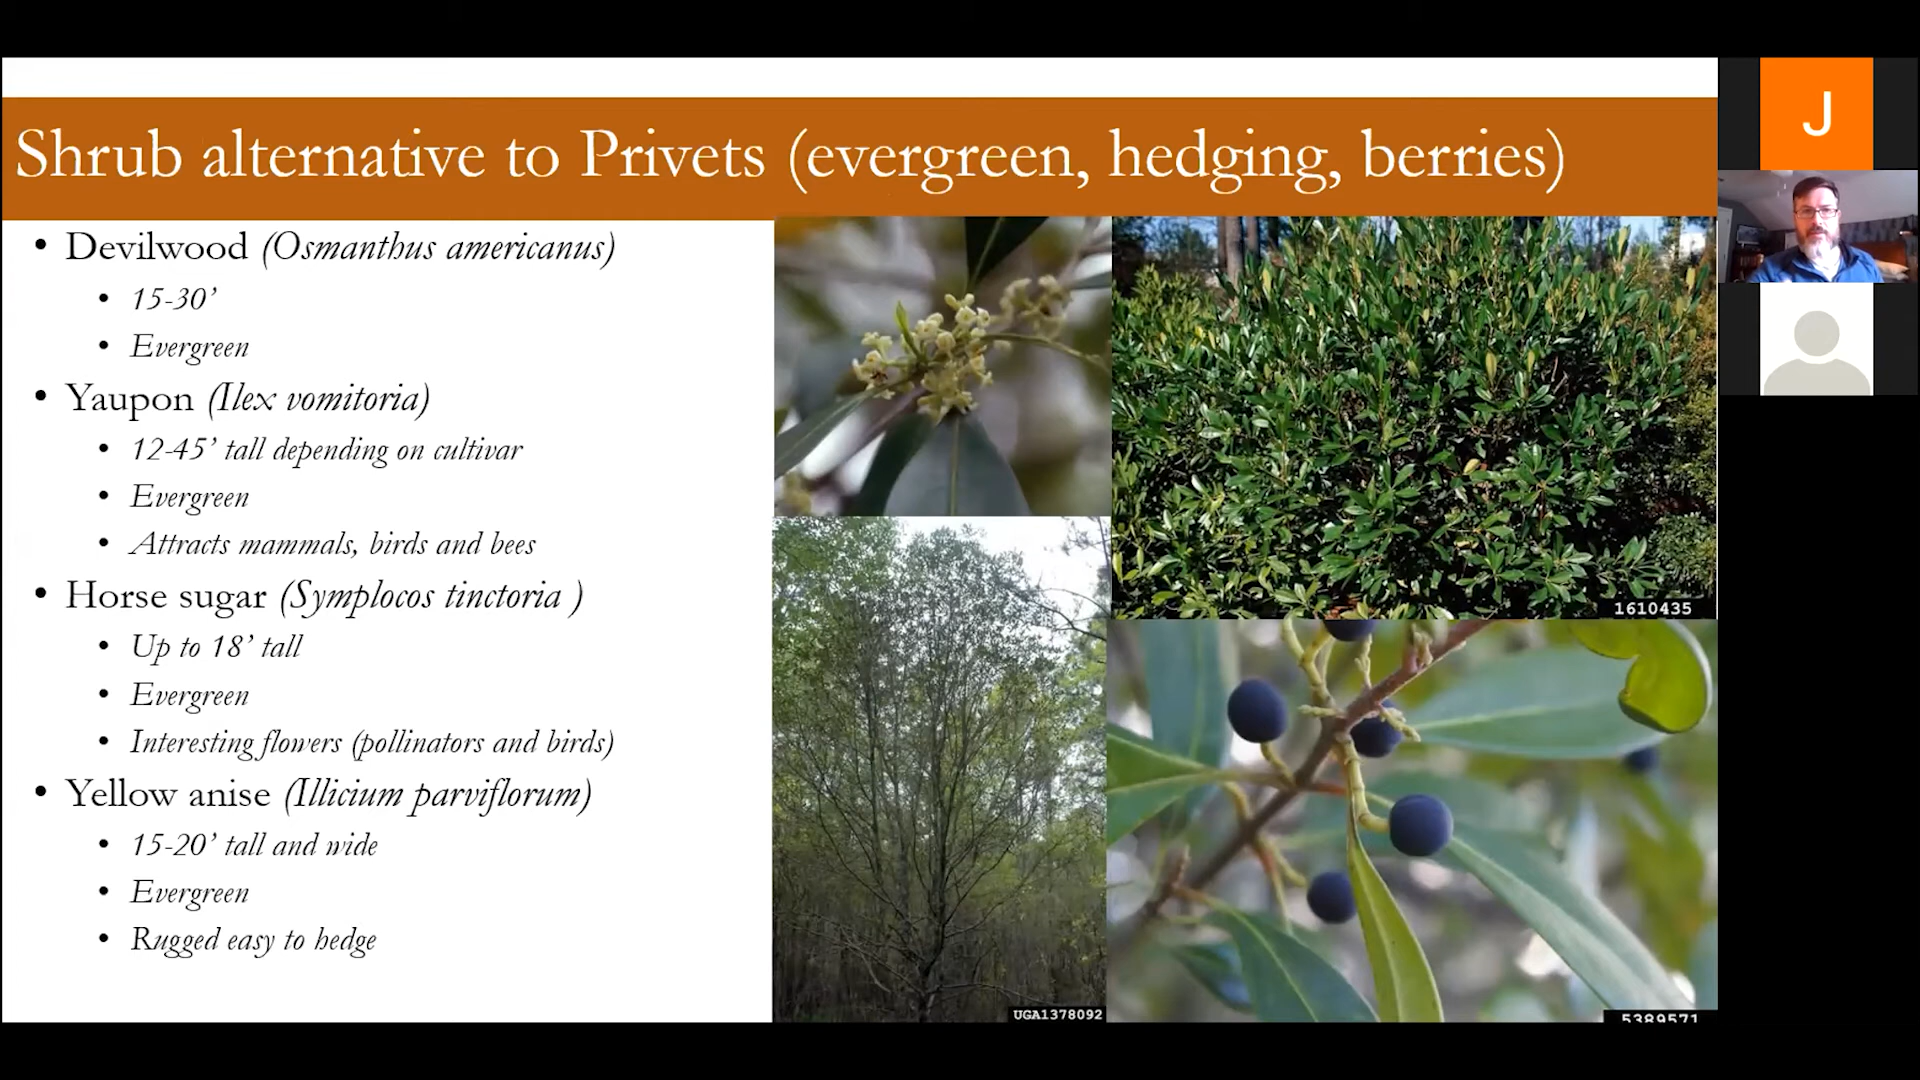 Shrub alternative to Privets (evergreen, hedging, berries)
• Devilwood (Osmanthus americanus)
• 15-30’
• Evergreen
• Yaupon (Ilex vomitoria)
• 12-45’ tall depending on cultivar
• Evergreen
• Attracts mammals, birds and bees
• Horse sugar (Symplocos tinctoria )
• Up to 18’ tall
• Evergreen
• Interesting flowers (pollinators and birds)
• Yellow anise (Illicium parviflorum)
• 15-20’ tall and wide
• Evergreen
• Rugged easy to hedge
1610435
UGA1378092
5389571
J